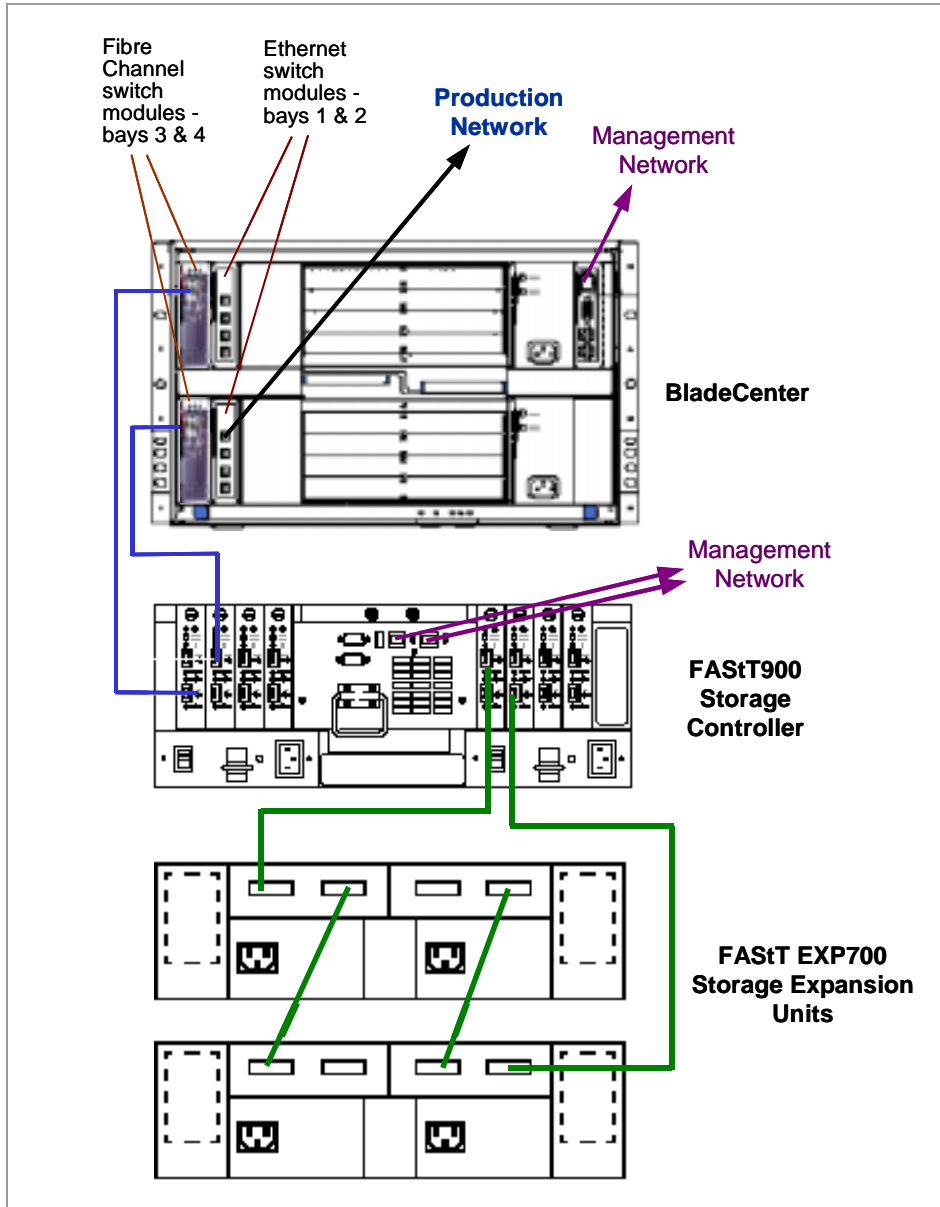 Fibre
Channel
switch
modules -
bays 3 & 4
Ethernet
switch
modules -
bays 1 & 2
Production
Network
Management
Network
BladeCenter
Management
Network
FAStT900
Storage
Controller
FAStT EXP700
Storage Expansion
Units